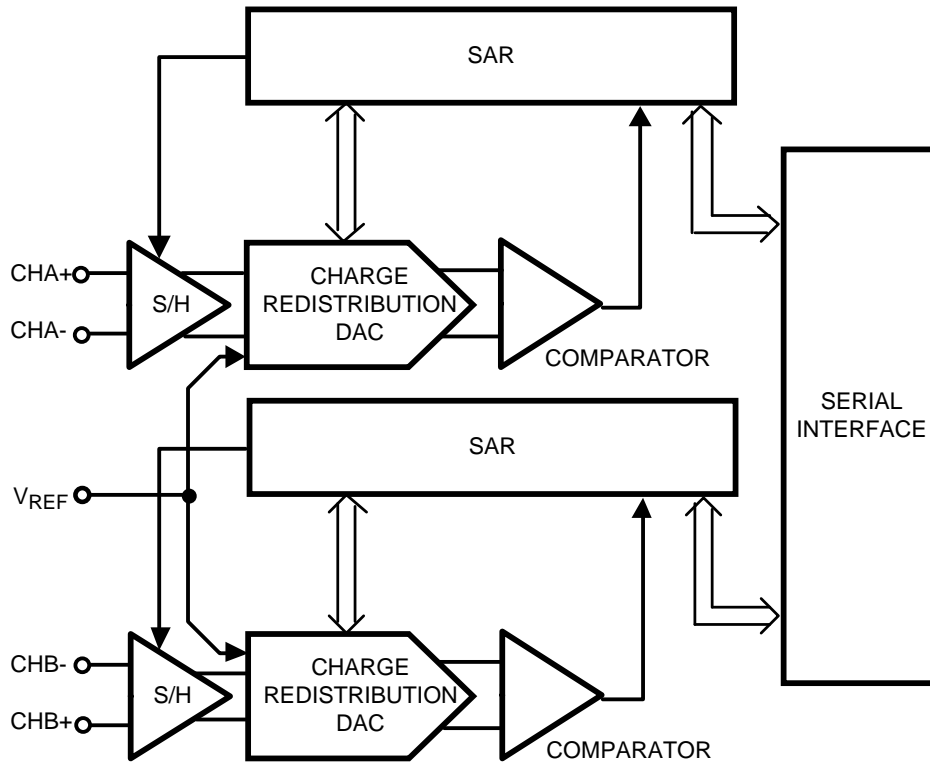 SAR
CHA+
CHA-
S/H
CHARGE
REDISTRIBUTION
DAC
COMPARATOR
SERIAL
INTERFACE
SAR
VREF
CHB-
CHB+
S/H
CHARGE
REDISTRIBUTION
DAC
COMPARATOR